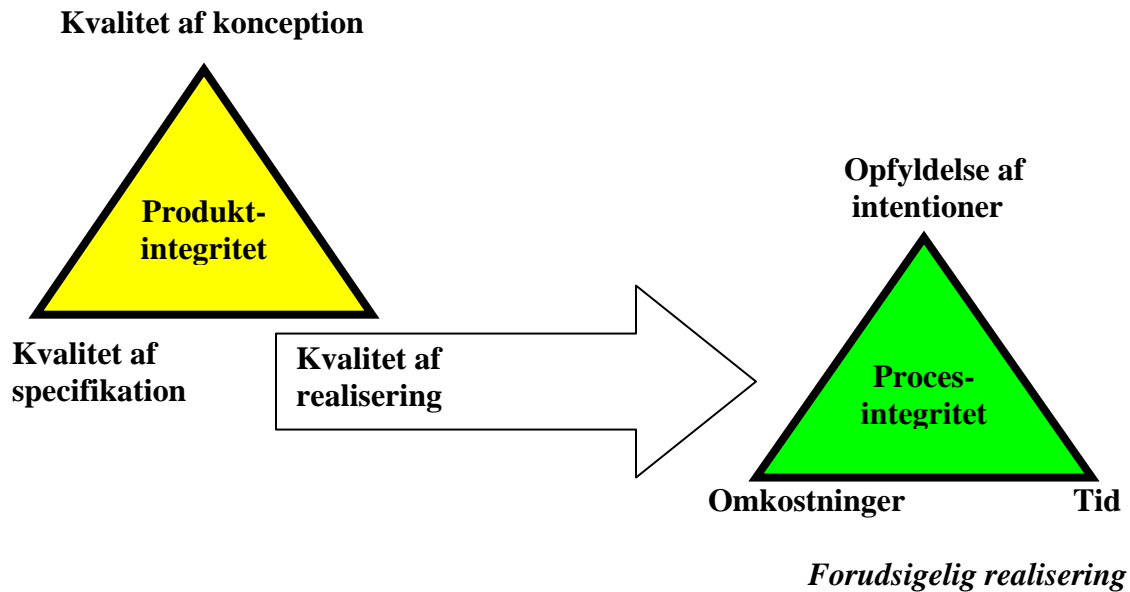 Kvalitet af konception
Produkt-
integritet
Kvalitet af
specifikation
Kvalitet af
realisering
Opfyldelse af
intentioner
Proces-
integritet
Omkostninger
Tid
Forudsigelig realisering